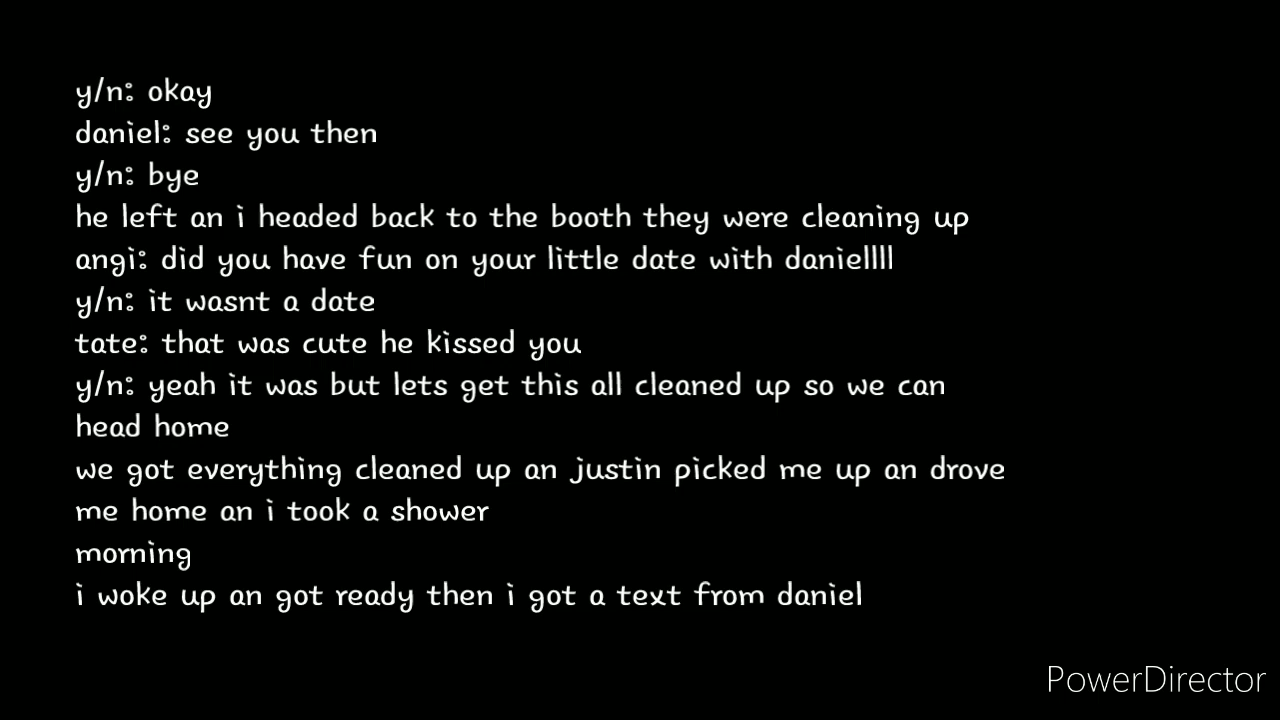 y/n: okay
daniel: see you then
y/n: bye
he left an i headed back to the booth they were cleaning up
angi: did you have fun on your little date with daniellll
y/n: it wasnt a date
tate: that was cute he kissed you
y/n: yeah it was but lets get this all cleaned up so we can
head home
we got everything cleaned up an justin picked me up an drove
me home an i took a shower
morning
i woke up an got ready then i got a text from daniel
PowerDirector